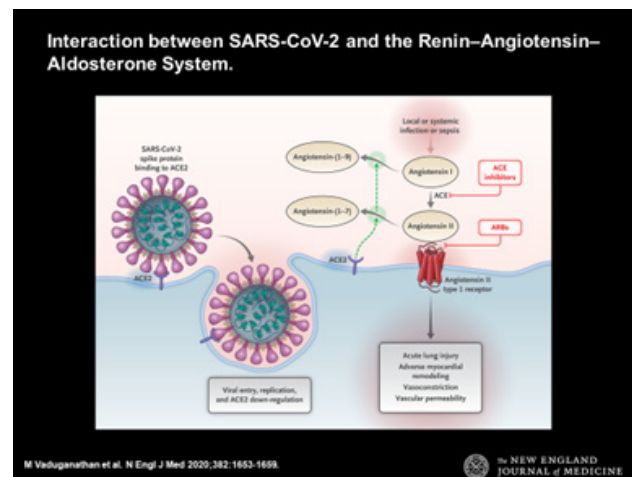 Interaction between SARS-CoV-2 and the Renin–Angiotensin–
Aldosterone System.
Local or systemic
infection or sepsis
SARS-CoV-2
spike protein
binding to ACE2
Angiotensin-(1–9)
Angiotensin I
ACE
inhibitors
ACE
Angiotensin-(1–7)
Angiotensin II
ARBs
ACE2
ACE2
Angiotensin II
type 1 receptor
Viral entry, replication,
and ACE2 down-regulation
Acute lung injury
Adverse myocardial
remodeling
Vasoconstriction
Vascular permeability
M Vaduganathan et al. N Engl J Med 2020;382:1653-1659.
The NEW ENGLAND
JOURNAL of MEDICINE